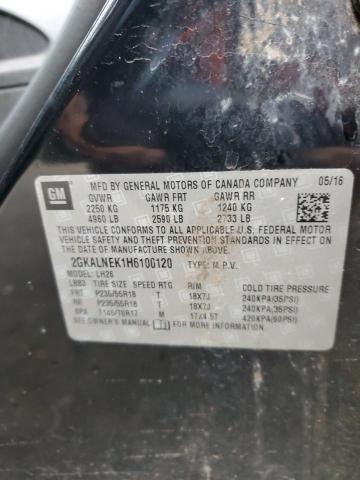 GM
MFD BY GENERAL MOTORS OF CANADA COMPANY 05/16
GVWR GAWR FRT GAWR RR
2250 KG 1175 KG 1240 KG
4960 LB 2590 LB 2733 LB
THIS VEHICLE CONFORMS TO ALL APPLICABLE U.S.
FEDERAL MOTOR VEHICLE SAFETY AND THEFT
PREVENTION STANDARDS IN EFFECT ON THE DATE OF
MANUFACTURE SHOWN ABOVE.
2GKALNEK1H6100120 TYPE: M.P.V.
LH26
TIRE SIZE SPEED RTG RIM COLD TIRE PRESSURE
FRT P235/55R18 T 18X7J 240KPA(35PSI)
RR P235/55R18 T 18X7J 240KPA(35PSI)
SPA T145/70R17 M 17X4.5T 420KPA(60PSI)
SEE OWNER'S MANUAL FOR ADDITIONAL INFORMATION.